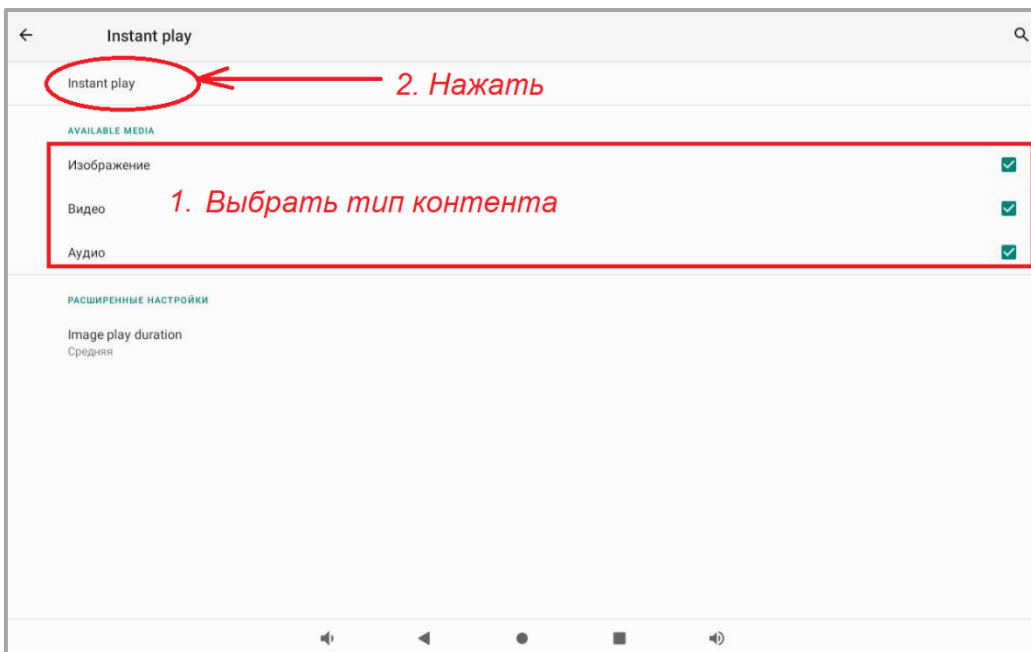 Instant play
Instant play
2. Нажать
AVAILABLE MEDIA
Изображение
1. Выбрать тип контента
Видео
Аудио
РАСШИРЕННЫЕ НАСТРОЙКИ
Image play duration
Средняя